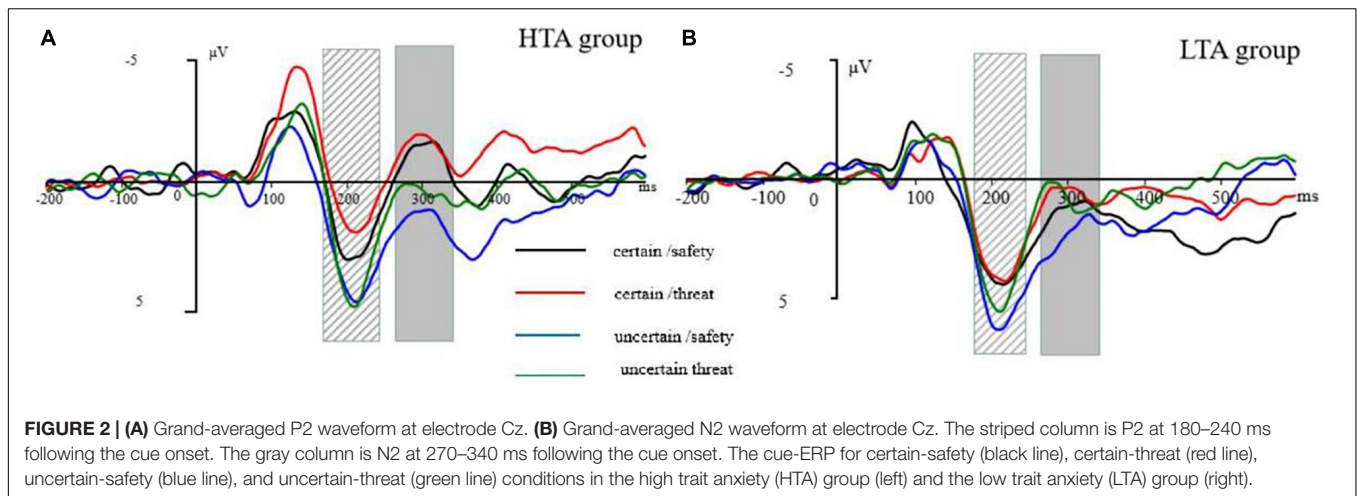 A
HTA group
-5
µV
-200
-100
0
200
300
400
ms
5
B
LTA group
-5
µV
-200
-100
0
100
200
300
400
500
ms
5
certain /safety
certain /threat
uncertain /safety
uncertain threat
FIGURE 2 | (A) Grand-averaged P2 waveform at electrode Cz. (B) Grand-averaged N2 waveform at electrode Cz. The striped column is P2 at 180–240 ms
following the cue onset. The gray column is N2 at 270–340 ms following the cue onset. The cue-ERP for certain-safety (black line), certain-threat (red line),
uncertain-safety (blue line), and uncertain-threat (green line) conditions in the high trait anxiety (HTA) group (left) and the low trait anxiety (LTA) group (right).